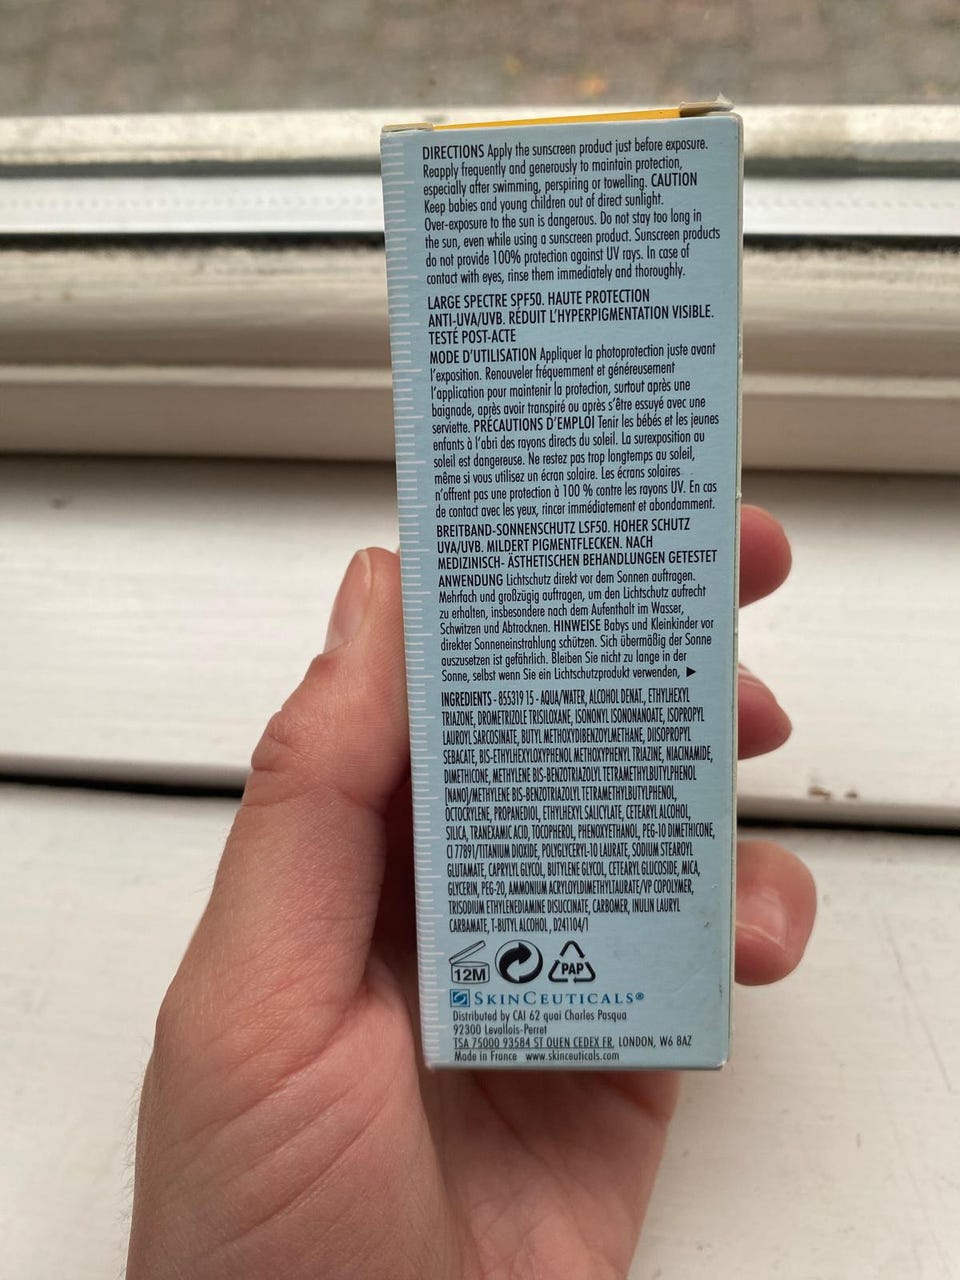 DIRECTIONS Apply the sunscreen product just before exposure.
Reapply frequently and generously to maintain protection,
especially after swimming, perspiring or towelling. CAUTION
Keep babies and young children out of direct sunlight.
Over-exposure to the sun is dangerous. Do not stay too long in
the sun, even while using a sunscreen product. Sunscreen products
do not provide 100% protection against UV rays. In case of
contact with eyes, rinse them immediately and thoroughly.
LARGE SPECTRE SPF50. HAUTE PROTECTION
ANTI-UVA/UVB. RÉDUIT L'HYPERPIGMENTATION VISIBLE.
TESTÉ POST-ACTE
MODE D'UTILISATION Appliquer la photoprotection juste avant
l'exposition. Renouveler fréquemment et généreusement
l'application pour maintenir la protection, surtout après une
baignade, après avoir transpiré ou après s'être essuyé avec une
serviette. PRÉCAUTIONS D'EMPLOI Tenir les bébés et les jeunes
enfants à l'abri des rayons directs du soleil. La surexposition au
soleil est dangereuse. Ne restez pas trop longtemps au soleil,
même si vous utilisez un écran solaire. Les écrans solaires
n'offrent pas une protection à 100 % contre les rayons UV. En cas
de contact avec les yeux, rincer immédiatement et abondamment.
BREITBAND-SONNENSCHUTZ LSF50. HOHER SCHUTZ
UVA/UVB. MILDERT PIGMENTFLECKEN. NACH
MEDIZINISCH- ÄSTHETISCHEN BEHANDLUNGEN GETESTET
ANWENDUNG Lichtschutz direkt vor dem Sonnen auftragen.
Mehrfach und großzügig auftragen, um den Lichtschutz aufrecht
zu erhalten, insbesondere nach dem Aufenthalt im Wasser,
Schwitzen und Abtrocknen. HINWEISE Babys und Kleinkinder vor
direkter Sonneneinstrahlung schützen. Sich übermäßig der Sonne
auszusetzen ist gefährlich. Bleiben Sie nicht zu lange in der
Sonne, selbst wenn Sie ein Lichtschutzprodukt verwenden, ►
INGREDIENTS - 855319 15 - AQUA/WATER, ALCOHOL DENAT., ETHYLHEXYL
TRIAZONE, DROMETRIZOLE TRISILOXANE, ISONONYL ISONONANOATE, ISOPROPYL
LAUROYL SARCOSINATE, BUTYL METHOXYDIBENZOYLMETHANE, DIISOPROPYL
SEBACATE, BIS-ETHYLHEXYLOXYPHENOL METHOXYPHENYL TRIAZINE, NIACINAMIDE,
DIMETHICONE, METHYLENE BIS-BENZOTRIAZOLYL TETRAMETHYLBUTYLPHENOL
[NANO]/METHYLENE BIS-BENZOTRIAZOLYL TETRAMETHYLBUTYLPHENOL,
OCTOCRYLENE, PROPANEDIOL, ETHYLHEXYL SALICYLATE, CETEARYL ALCOHOL,
SILICA, TRANEXAMIC ACID, TOCOPHEROL, PHENOXYETHANOL, PEG-10 DIMETHICONE,
CI 77891/TITANIUM DIOXIDE, POLYGLYCERYL-10 LAURATE, SODIUM STEAROYL
GLUTAMATE, CAPRYLYL GLYCOL, BUTYLENE GLYCOL, CETEARYL GLUCOSIDE, MICA,
GLYCERIN, PEG-20, AMMONIUM ACRYLOYLDIMETHYLTAURATE/VP COPOLYMER,
TRISODIUM ETHYLENEDIAMINE DISUCCINATE, CARBOMER, INULIN LAURYL
CARBAMATE, T-BUTYL ALCOHOL, D241104/1
12M
PAP
SKINCEUTICALS®
Distributed by CAI 62 quai Charles Pasqua
92300 Levallois-Perret
TSA 75000 93584 ST OUEN CEDEX FR, LONDON, W6 8AZ
Made in France www.skinceuticals.com